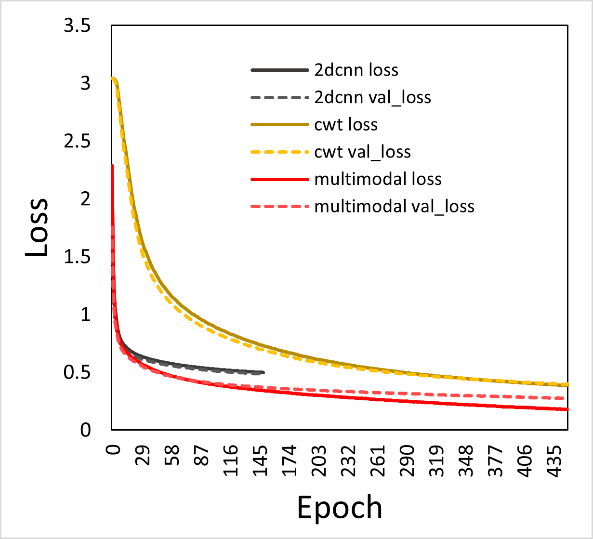 3.5
3
2.5
2
1.5
1
0.5
0
Loss
2dcnn loss
2dcnn val_loss
cwt loss
cwt val_loss
multimodal loss
multimodal val_loss
0 29 58 87 116 145 174 203 232 261 290 319 348 377 406 435
Epoch